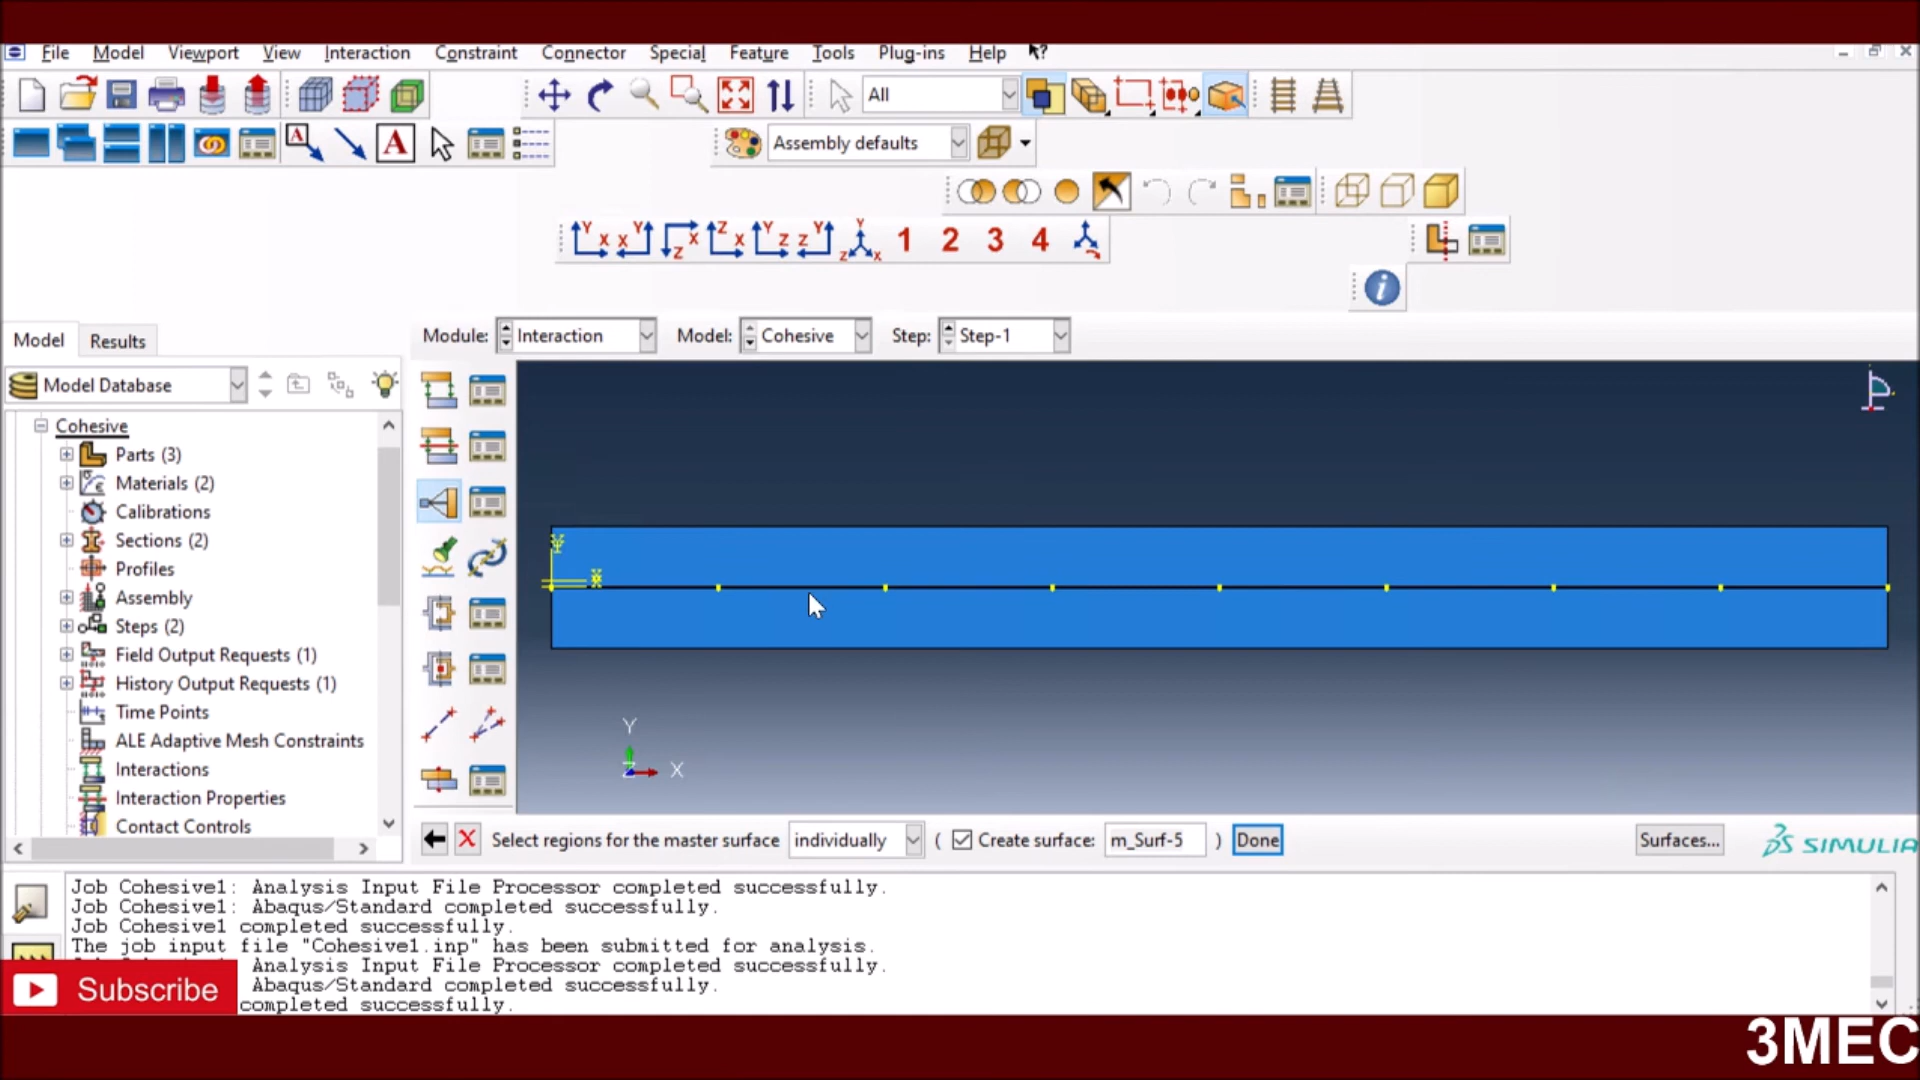 File Model Viewport View Interaction Constraint Connector Special Feature Tools Plug-ins Help
All
A A
Assembly defaults
Y X X Y Z X Z X Y Z Z Y Y Z X 1 2 3 4
i
Model Results
Module: Interaction Model: Cohesive Step: Step-1
Model Database
Cohesive
Parts (3)
Materials (2)
Calibrations
Sections (2)
Profiles
Assembly
Steps (2)
Field Output Requests (1)
History Output Requests (1)
Time Points
ALE Adaptive Mesh Constraints
Interactions
Interaction Properties
Contact Controls
Y
X
Z
Select regions for the master surface individually ( Create surface: m_Surf-5 ) Done Surfaces...
SIMULIA
Job Cohesive1: Analysis Input File Processor completed successfully.
Job Cohesive1: Abaqus/Standard completed successfully.
Job Cohesive1 completed successfully.
The job input file "Cohesive1.inp" has been submitted for analysis.
Analysis Input File Processor completed successfully.
Abaqus/Standard completed successfully.
completed successfully.
Subscribe
3MEC